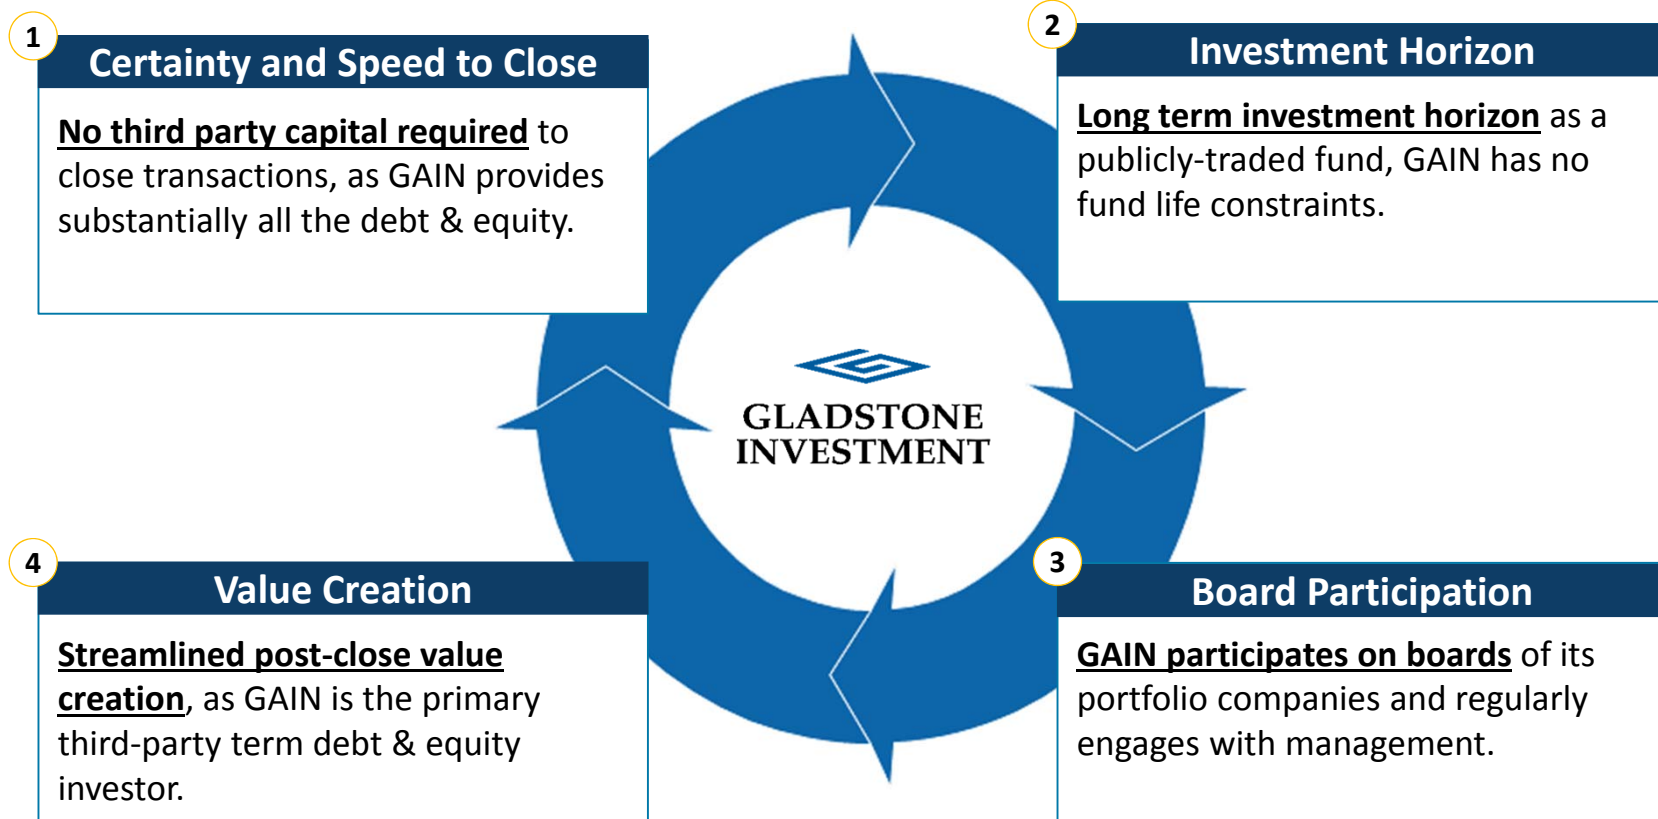 1
Certainty and Speed to Close
No third party capital required to
close transactions, as GAIN provides
substantially all the debt & equity.
2
Investment Horizon
Long term investment horizon as a
publicly-traded fund, GAIN has no
fund life constraints.
GLADSTONE
INVESTMENT
3
Board Participation
GAIN participates on boards of its
portfolio companies and regularly
engages with management.
4
Value Creation
Streamlined post-close value
creation, as GAIN is the primary
third-party term debt & equity
investor.